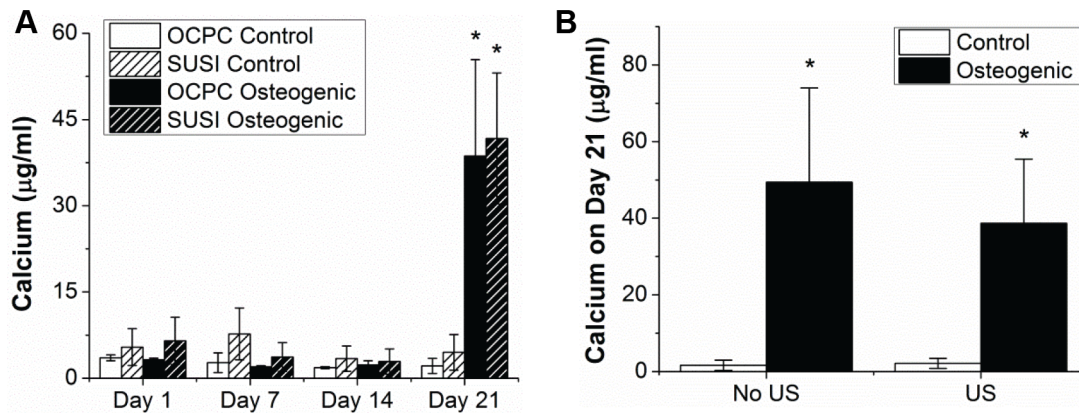 A
Calcium (μg/ml)
60
45
30
15
0
OCPC Control
SUSI Control
OCPC Osteogenic
SUSI Osteogenic
*
*
Day 1
Day 7
Day 14
Day 21
B
Calcium on Day 21 (μg/ml)
80
60
40
20
0
Control
Osteogenic
*
*
No US
US